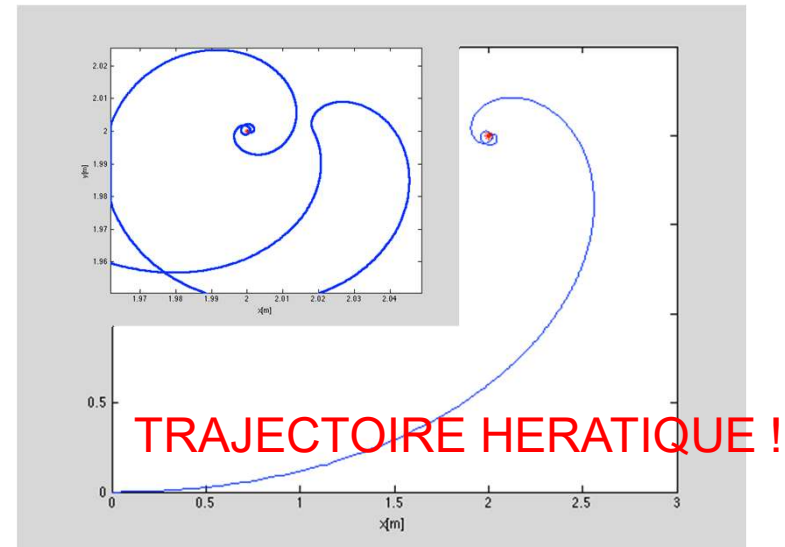 2.02
2.01
2
1.99
1.98
1.97
1.96
y[m]
1.97 1.98 1.99 2 2.01 2.02 2.03 2.04
x[m]
0.5
TRAJECTOIRE HERATIQUE !
0
0 0.5 1 1.5 2 2.5 3
x[m]